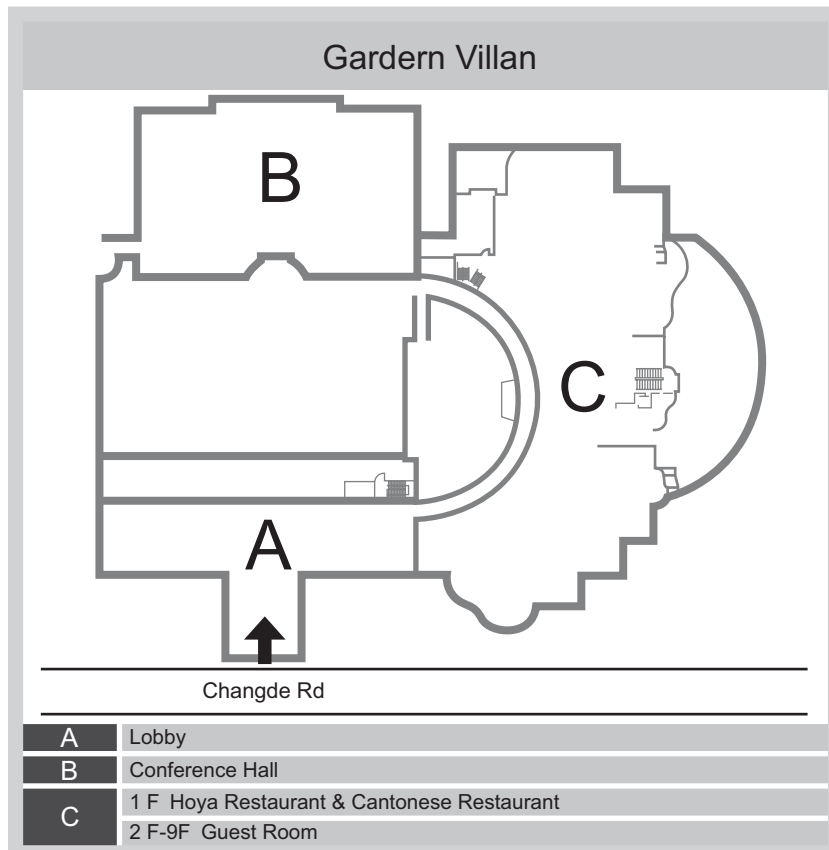 Gardern Villan
B
C
A
Changde Rd
A Lobby
B Conference Hall
C 1 F Hoya Restaurant & Cantonese Restaurant
2 F-9F Guest Room